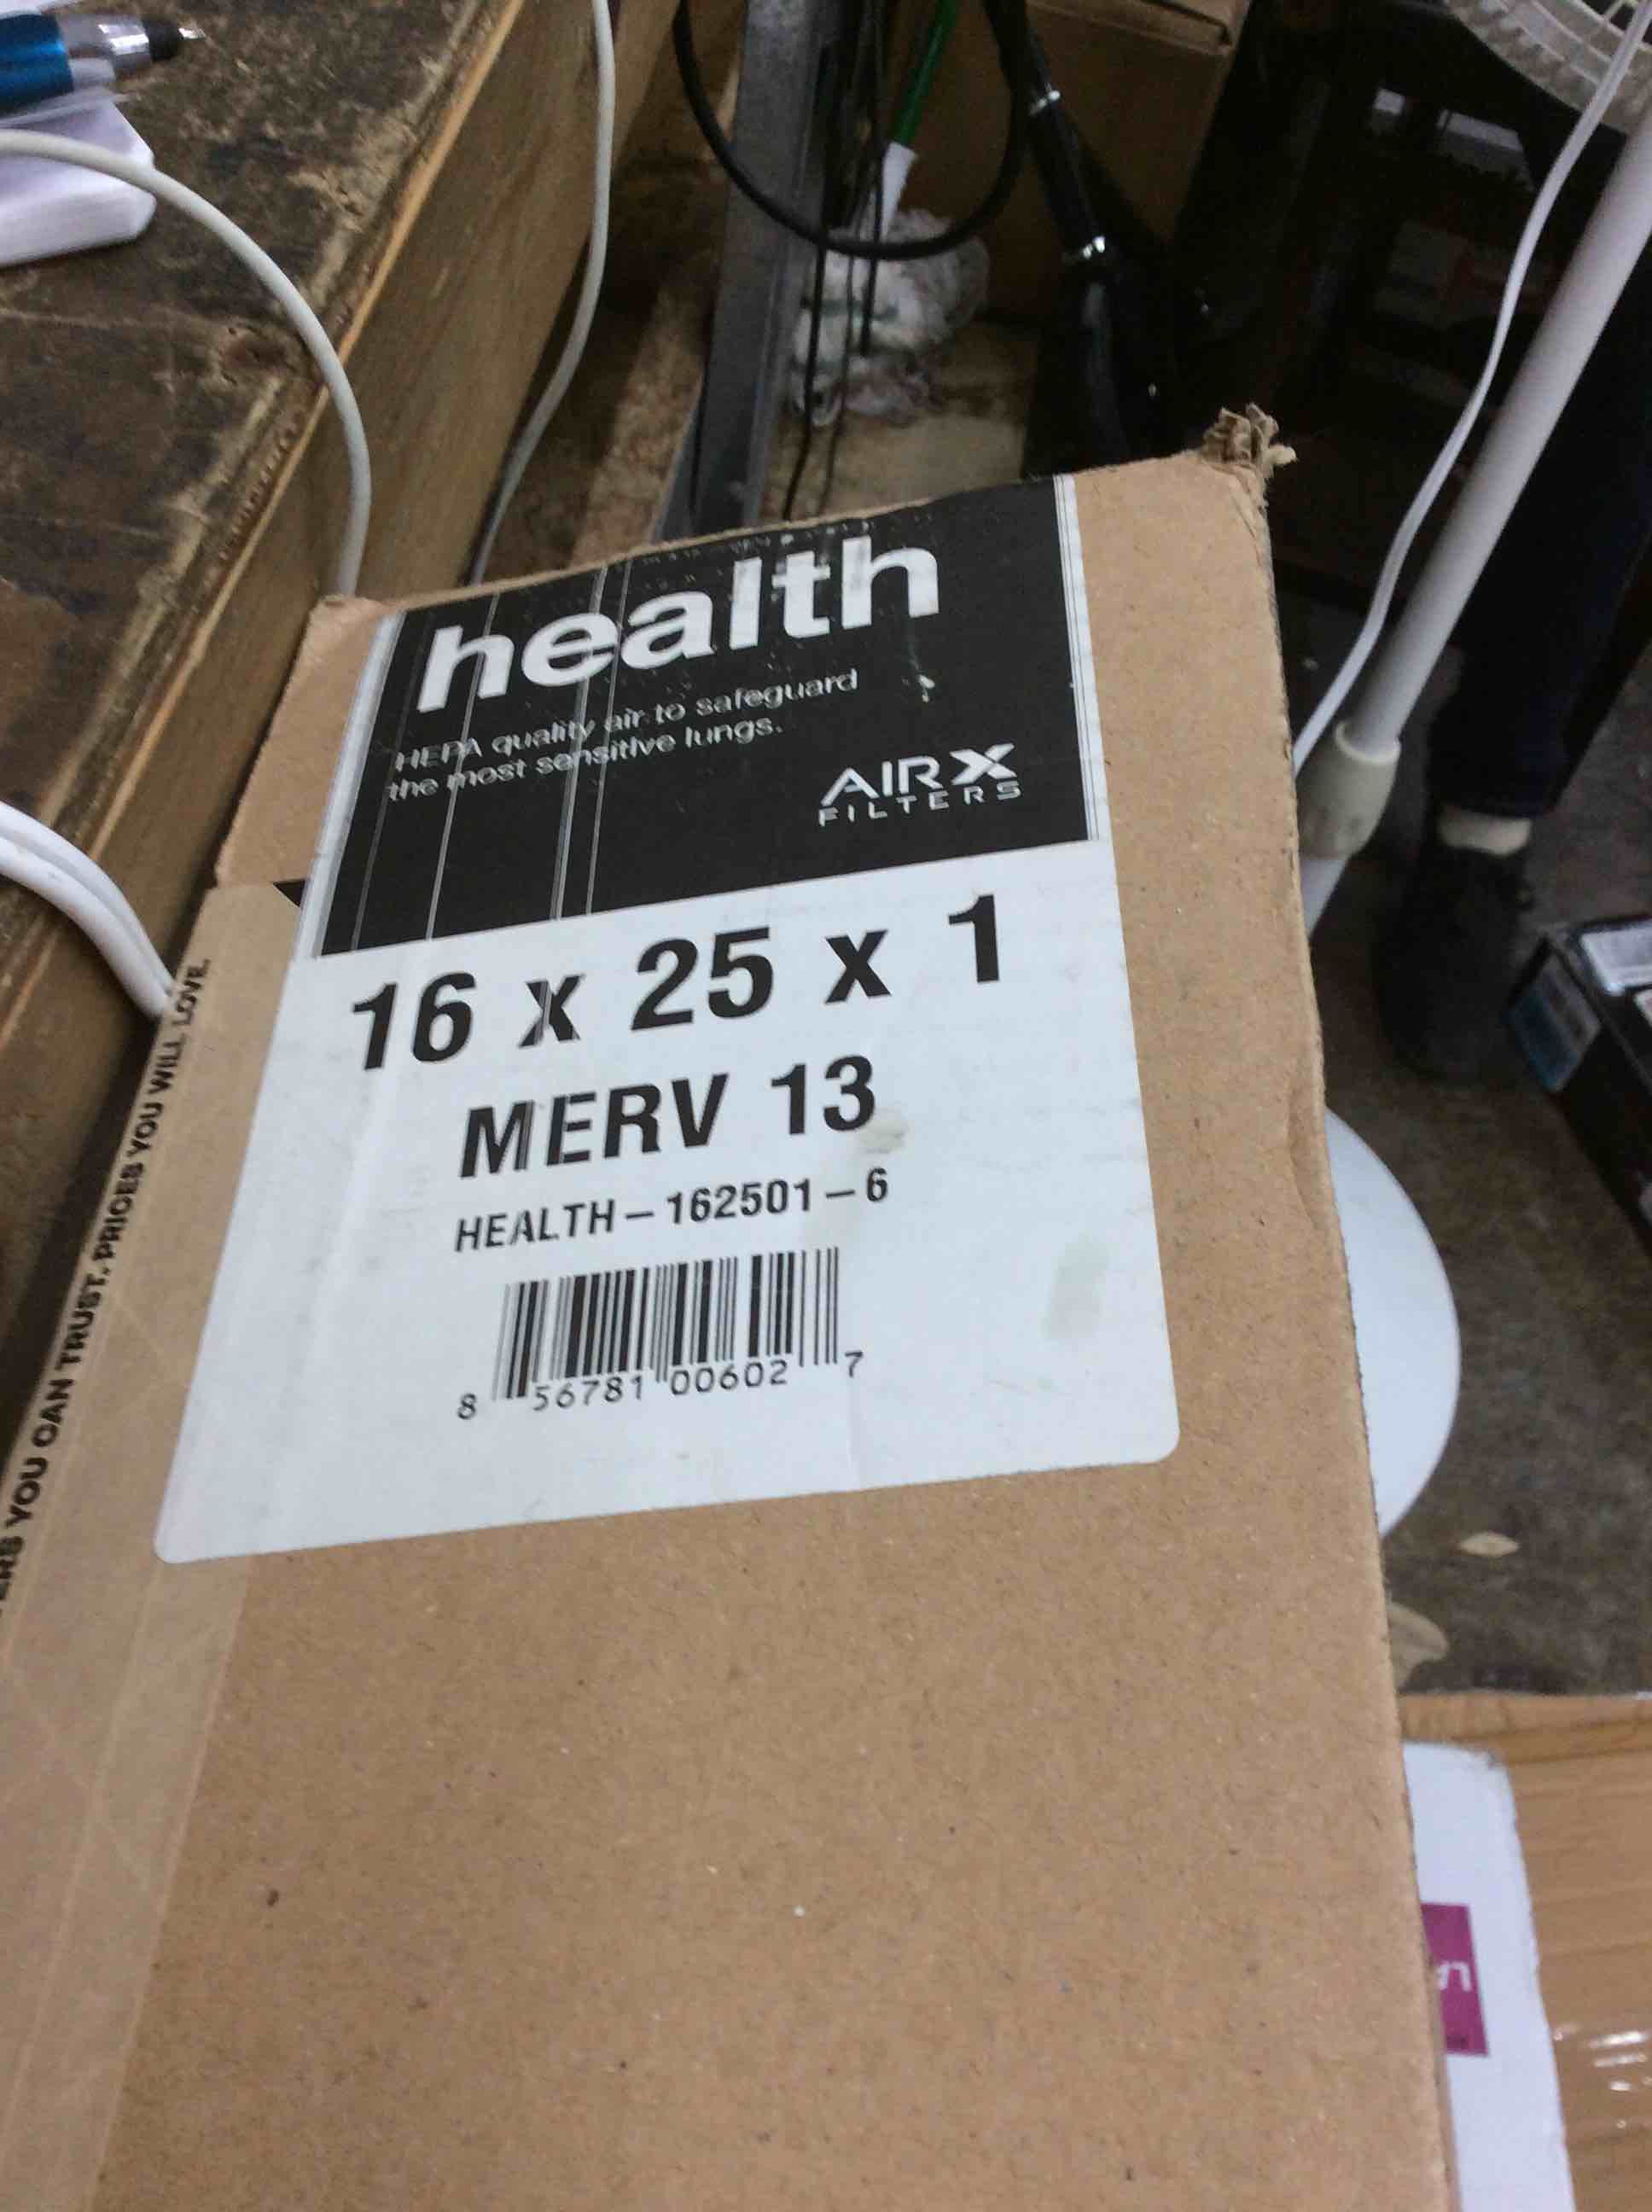 health
HEPA quality air to safeguard
the most sensitive lungs.
AIRX
FILTERS
16 x 25 x 1
MERV 13
HEALTH – 162501 – 6
8 56781 00602 7
YOU CAN TRUST. PRICES YOU WILL LOVE.